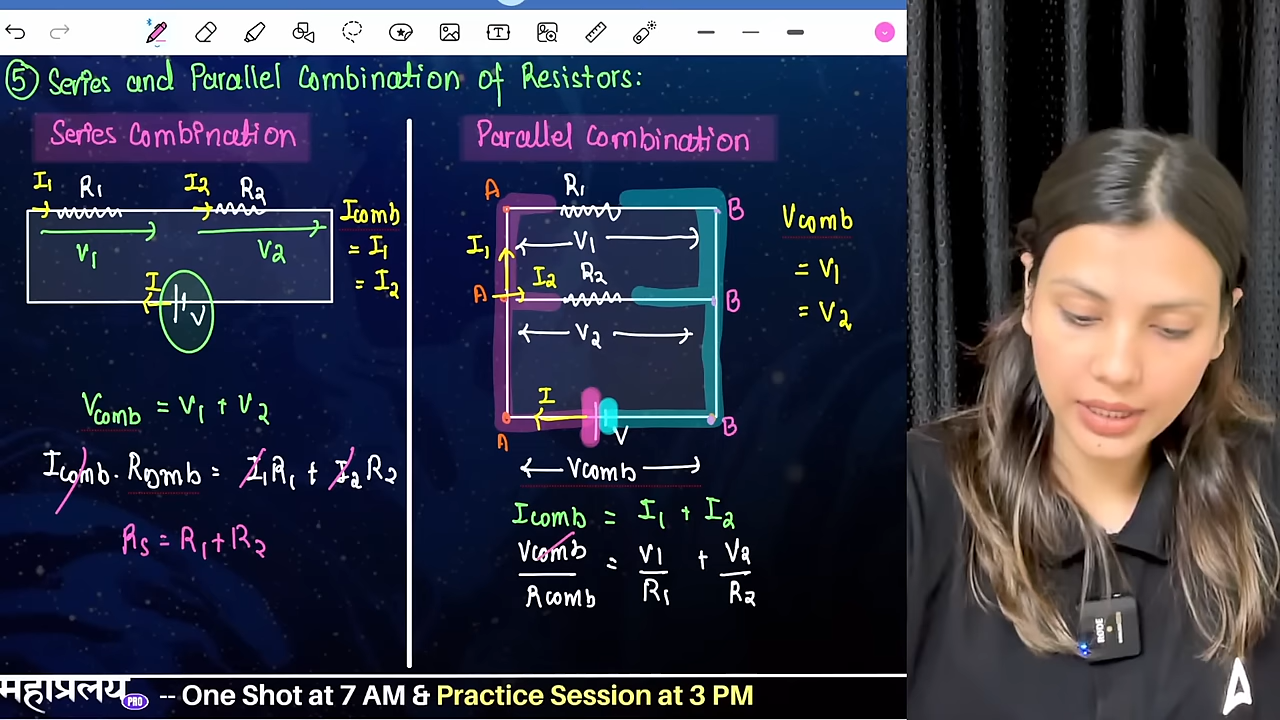 ⑤ Series and Parallel Combination of Resistors:
Series Combination
I₁ R₁ I₂ R₂
V₁ V₂
Icomb
= I₁
= I₂
I
V
Vcomb = V₁ + V₂
Icomb . Rcomb = I₁R₁ + I₂R₂
Rs = R₁+R₂
Parallel Combination
A R₁ B
I₁ V₁
A I₂ R₂ B
V₂
I
A V B
Vcomb
Vcomb
= V₁
= V₂
Icomb = I₁ + I₂
Vcomb/Rcomb = V₁/R₁ + V₂/R₂
महाप्रलय PRO -- One Shot at 7 AM & Practice Session at 3 PM
RODE
T